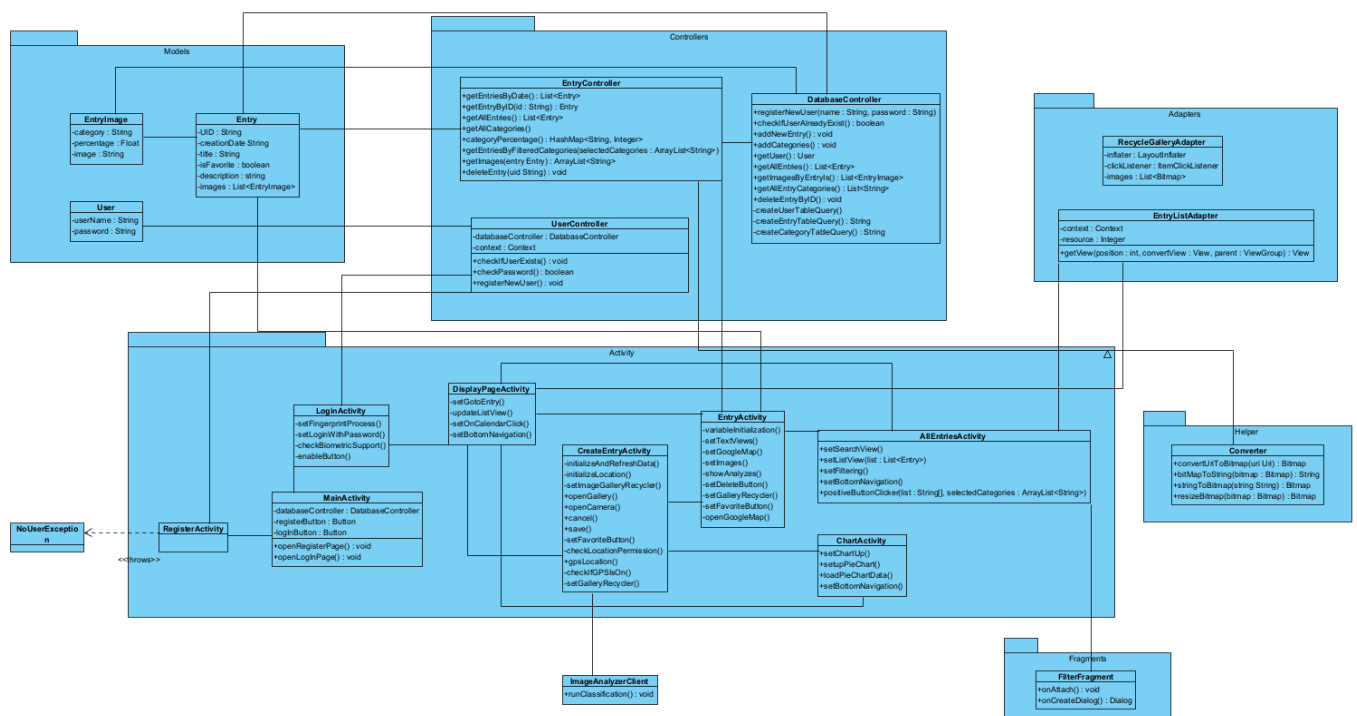 Models
EntryImage
-category : String
-percentage : Float
-image : String
Entry
-UID : String
-creationDate String
-title : String
-isFavorite : boolean
-description : string
-images : List<EntryImage>
User
-userName : String
-password : String
Controllers
EntryController
+getEntriesByDate() : List<Entry>
+getEntryByID(id : String) : Entry
+getAllEntries() : List<Entry>
+getAllCategories()
+categoryPercentage() : HashMap<String, Integer>
+getEntriesByFilteredCategories(selectedCategories : ArrayList<String>)
+getImages(entry Entry) : ArrayList<String>
+deleteEntry(uid String) : void
DatabaseController
+registerNewUser(name : String, password : String)
+checkIfUserAlreadyExist() : boolean
+addNewEntry() : void
+addCategories() : void
+getUser() : User
+getAllEntries() : List<Entry>
+getImagesByEntryIs() : List<EntryImage>
+getAllEntryCategories() : List<String>
+deleteEntryByID() : void
-createUserTableQuery()
-createEntryTableQuery() : String
-createCategoryTableQuery() : String
UserController
-databaseController : DatabaseController
-context : Context
+checkIfUserExists() : void
+checkPassword() : boolean
+registerNewUser() : void
Adapters
RecycleGalleryAdapter
-inflater : LayoutInflater
-clickListener : ItemClickListener
-images : List<Bitmap>
EntryListAdapter
-context : Context
-resource : Integer
+getView(position : int, convertView : View, parent : ViewGroup) : View
Activity
LoginActivity
-setFingerprintProcess()
-setLoginWithPassword()
-checkBiometricSupport()
-enableButton()
DisplayPageActivity
-setGotoEntry()
-updateListView()
-setOnCalendarClick()
-setBottomNavigation()
EntryActivity
-variableInitialization()
-setTextViews()
-setGoogleMap()
-setImages()
-showAnalyzes()
-setDeleteButton()
-setGalleryRecycler()
-setFavoriteButton()
-openGoogleMap()
AllEntriesActivity
+setSearchView()
+setListView(list : List<Entry>)
+setFiltering()
+setBottomNavigation()
+positiveButtonClicker(list : String[], selectedCategories : ArrayList<String>)
CreateEntryActivity
-initializeAndRefreshData()
-initializeLocation()
-setImageGalleryRecycler()
+openGallery()
+openCamera()
+cancel()
+save()
-setFavoriteButton()
-checkLocationPermission()
+gpsLocation()
-checkIfGPSIsOn()
-setGalleryRecycler()
MainActivity
-databaseController : DatabaseController
-registerButton : Button
-logInButton : Button
+openRegisterPage() : void
+openLogInPage() : void
RegisterActivity
NoUserExceptio
n
<<throws>>
ChartActivity
+setChartUp()
+setupPieChart()
+loadPieChartData()
+setBottomNavigation()
Helper
Converter
+convertUriToBitmap(uri Uri) : Bitmap
+bitMapToString(bitmap : Bitmap) : String
+stringToBitmap(string String) : Bitmap
+resizeBitmap(bitmap : Bitmap) : Bitmap
ImageAnalyzerClient
+runClassification() : void
Fragments
FilterFragment
+onAttach() : void
+onCreateDialog() : Dialog